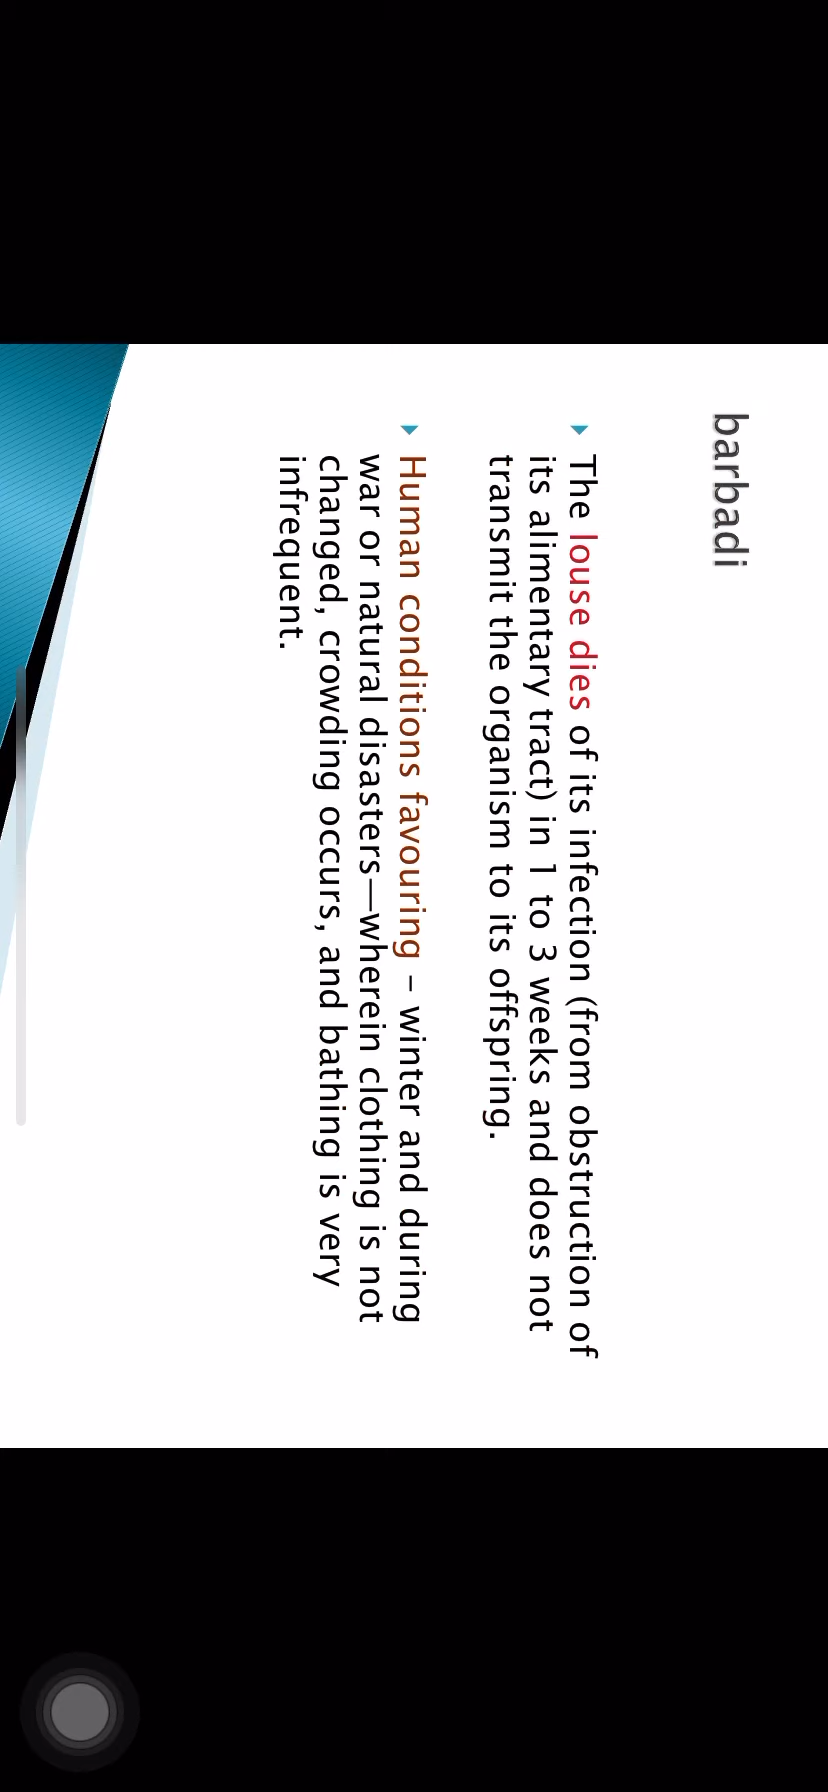 barbadi
The louse dies of its infection (from obstruction of
its alimentary tract) in 1 to 3 weeks and does not
transmit the organism to its offspring.
Human conditions favouring – winter and during
war or natural disasters—wherein clothing is not
changed, crowding occurs, and bathing is very
infrequent.